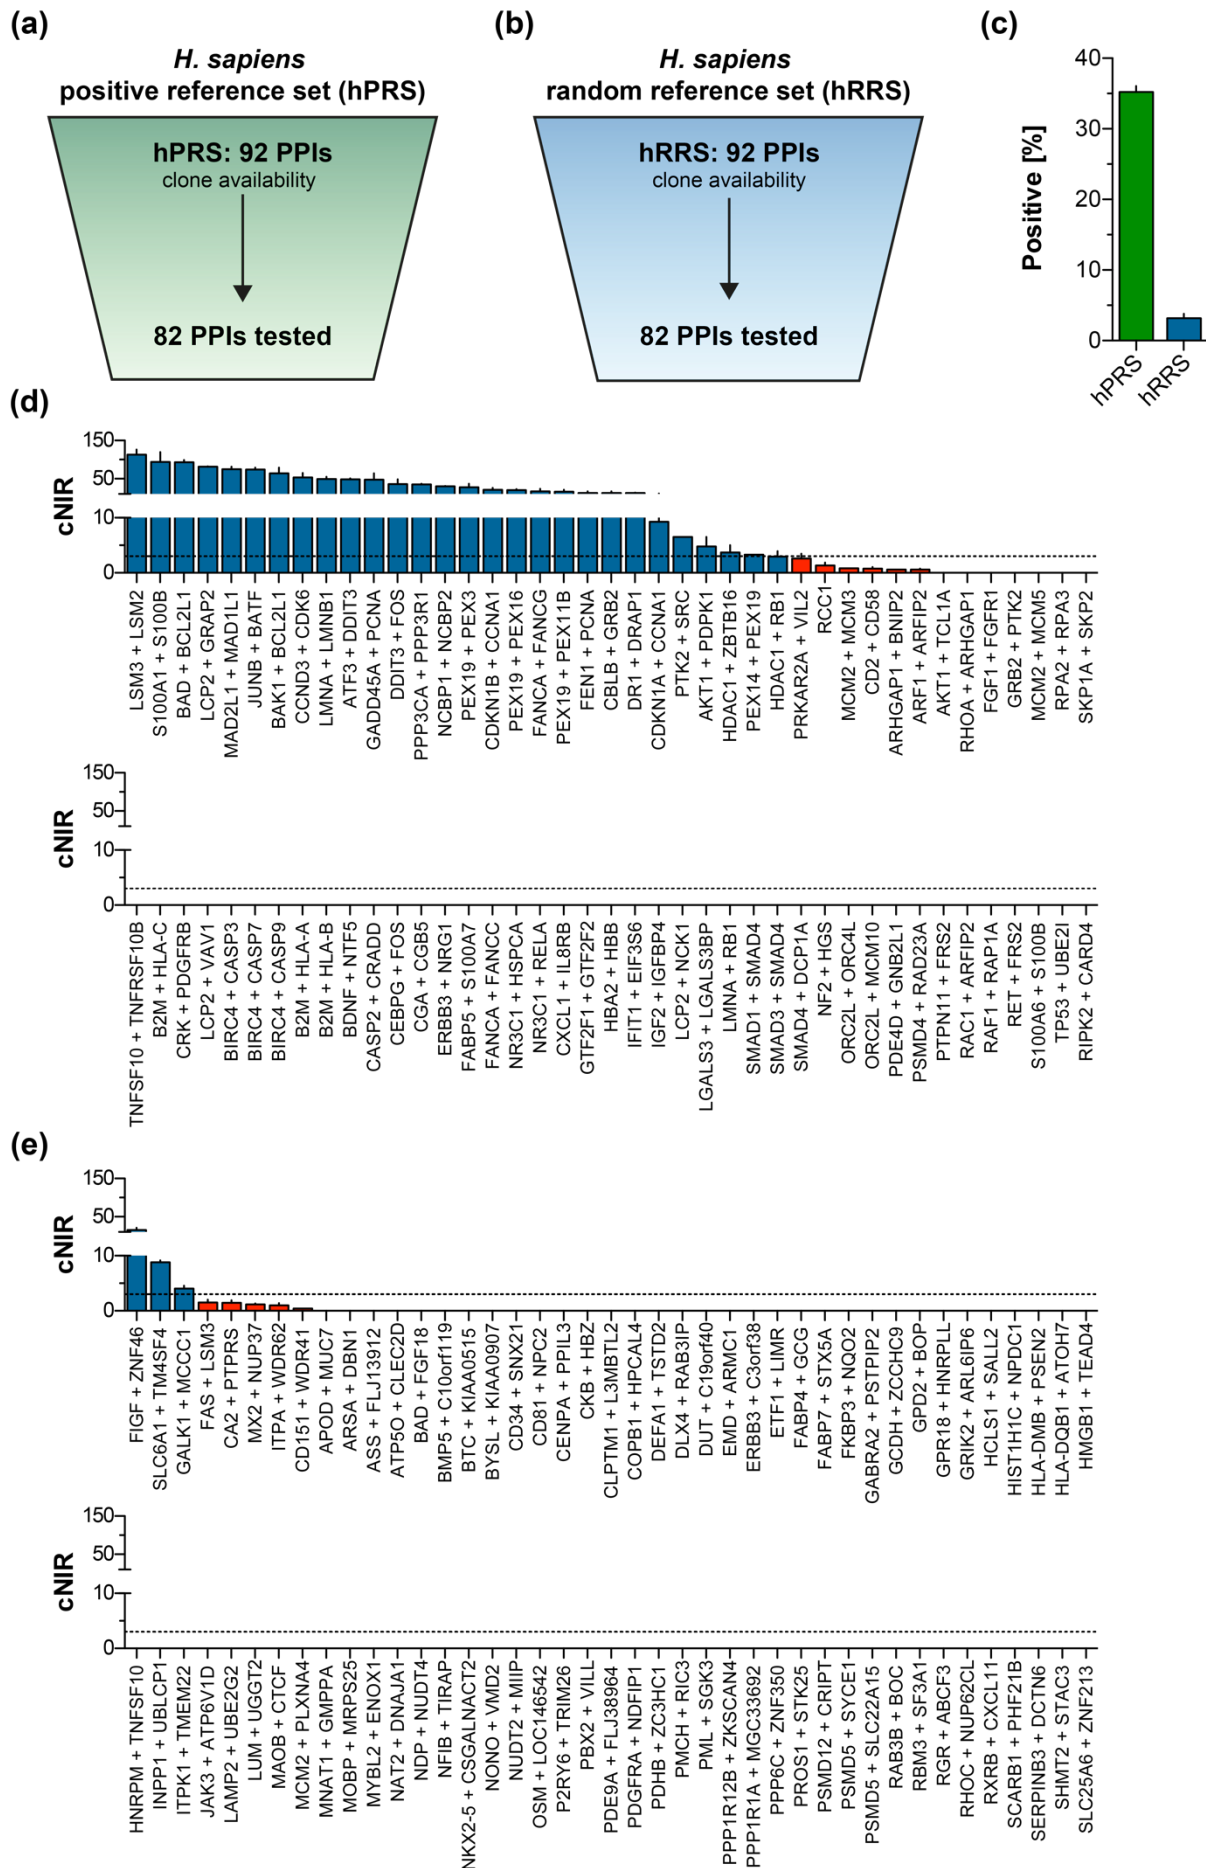 (a)
H. sapiens
positive reference set (hPRS)
hPRS: 92 PPIs
clone availability
82 PPIs tested
(b)
H. sapiens
random reference set (hRRS)
hRRS: 92 PPIs
clone availability
82 PPIs tested
(c)
Positive [%]
40
30
20
10
0
hPRS
hRRS
(d)
cNIR
150
50
10
0
LSM3 + LSM2
S100A1 + S100B
BAD + BCL2L1
LCP2 + GRAP2
MAD2L1 + MAD1L1
JUNB + BATF
BAK1 + BCL2L1
CCND3 + CDK6
LMNA + LMNB1
ATF3 + DDIT3
GADD45A + PCNA
DDIT3 + FOS
PPP3CA + PPP3R1
NCBP1 + NCBP2
PEX19 + PEX3
CDKN1B + CCNA1
PEX19 + PEX16
FANCA + FANCG
PEX19 + PEX11B
FEN1 + PCNA
CBLB + GRB2
DR1 + DRAP1
CDKN1A + CCNA1
PTK2 + SRC
AKT1 + PDPK1
HDAC1 + ZBTB16
PEX14 + PEX19
HDAC1 + RB1
PRKAR2A + VIL2
RCC1
MCM2 + MCM3
CD2 + CD58
ARHGAP1 + BNIP2
ARF1 + ARFIP2
AKT1 + TCL1A
RHOA + ARHGAP1
FGF1 + FGFR1
GRB2 + PTK2
MCM2 + MCM5
RPA2 + RPA3
SKP1A + SKP2
cNIR
150
50
10
0
TNFSF10 + TNFRSF10B
B2M + HLA-C
CRK + PDGFRB
LCP2 + VAV1
BIRC4 + CASP3
BIRC4 + CASP7
BIRC4 + CASP9
B2M + HLA-A
B2M + HLA-B
BDNF + NTF5
CASP2 + CRADD
CEBPG + FOS
CGA + CGB5
ERBB3 + NRG1
FABP5 + S100A7
FANCA + FANCC
NR3C1 + HSPCA
NR3C1 + RELA
CXCL1 + IL8RB
GTF2F1 + GTF2F2
HBA2 + HBB
IFIT1 + EIF3S6
IGF2 + IGFBP4
LCP2 + NCK1
LGALS3 + LGALS3BP
LMNA + RB1
SMAD1 + SMAD4
SMAD3 + SMAD4
SMAD4 + DCP1A
NF2 + HGS
ORC2L + ORC4L
ORC2L + MCM10
PDE4D + GNB2L1
PSMD4 + RAD23A
PTPN11 + FRS2
RAC1 + ARFIP2
RAF1 + RAP1A
RET + FRS2
S100A6 + S100B
TP53 + UBE2I
RIPK2 + CARD4
(e)
cNIR
150
50
10
0
FIGF + ZNF46
SLC6A1 + TM4SF4
GALK1 + MCCC1
FAS + LSM3
CA2 + PTPRS
MX2 + NUP37
ITPA + WDR62
CD151 + WDR41
APOD + MUC7
ARSA + DBN1
ASS + FLJ13912
ATP5O + CLEC2D
BAD + FGF18
BMP5 + C10orf119
BTC + KIAA0515
BYSL + KIAA0907
CD34 + SNX21
CD81 + NPC2
CENPA + PPIL3
CKB + HBZ
CLPTM1 + L3MBTL2
COPB1 + HPCAL4
DEFA1 + TSTD2
DLX4 + RAB3IP
DUT + C19orf40
EMD + ARMC1
ERBB3 + C3orf38
ETF1 + LIMR
FABP4 + GCG
FABP7 + STX5A
FKBP3 + NQO2
GABRA2 + PSTPIP2
GCDH + ZCCHC9
GPD2 + BOP
GPR18 + HNRPLL
GRIK2 + ARL6IP6
HCLS1 + SALL2
HIST1H1C + NPDC1
HLA-DMB + PSEN2
HLA-DQB1 + ATOH7
HMGB1 + TEAD4
cNIR
150
50
10
0
HNRPM + TNFSF10
INPP1 + UBLCP1
ITPK1 + TMEM22
JAK3 + ATP6V1D
LAMP2 + UBE2G2
LUM + UGGT2
MAOB + CTCF
MCM2 + PLXNA4
MNAT1 + GMPPA
MOBP + MRPS25
MYBL2 + ENOX1
NAT2 + DNAJA1
NDP + NUDT4
NFIB + TIRAP
NKX2-5 + CSGALNACT2
NONO + VMD2
NUDT2 + MIIP
OSM + LOC146542
P2RY6 + TRIM26
PBX2 + VILL
PDE9A + FLJ38964
PDGFRA + NDFIP1
PDHB + ZC3HC1
PMCH + RIC3
PML + SGK3
PPP1R12B + ZKSCAN4
PPP1R1A + MGC33692
PPP6C + ZNF350
PROS1 + STK25
PSMD12 + CRIPT
PSMD5 + SYCE1
PSMD5 + SLC22A15
RAB3B + BOC
RBM3 + SF3A1
RGR + ABCF3
RHOC + NUP62CL
RXRB + CXCL11
SCARB1 + PHF21B
SERPINB3 + DCTN6
SHMT2 + STAC3
SLC25A6 + ZNF213